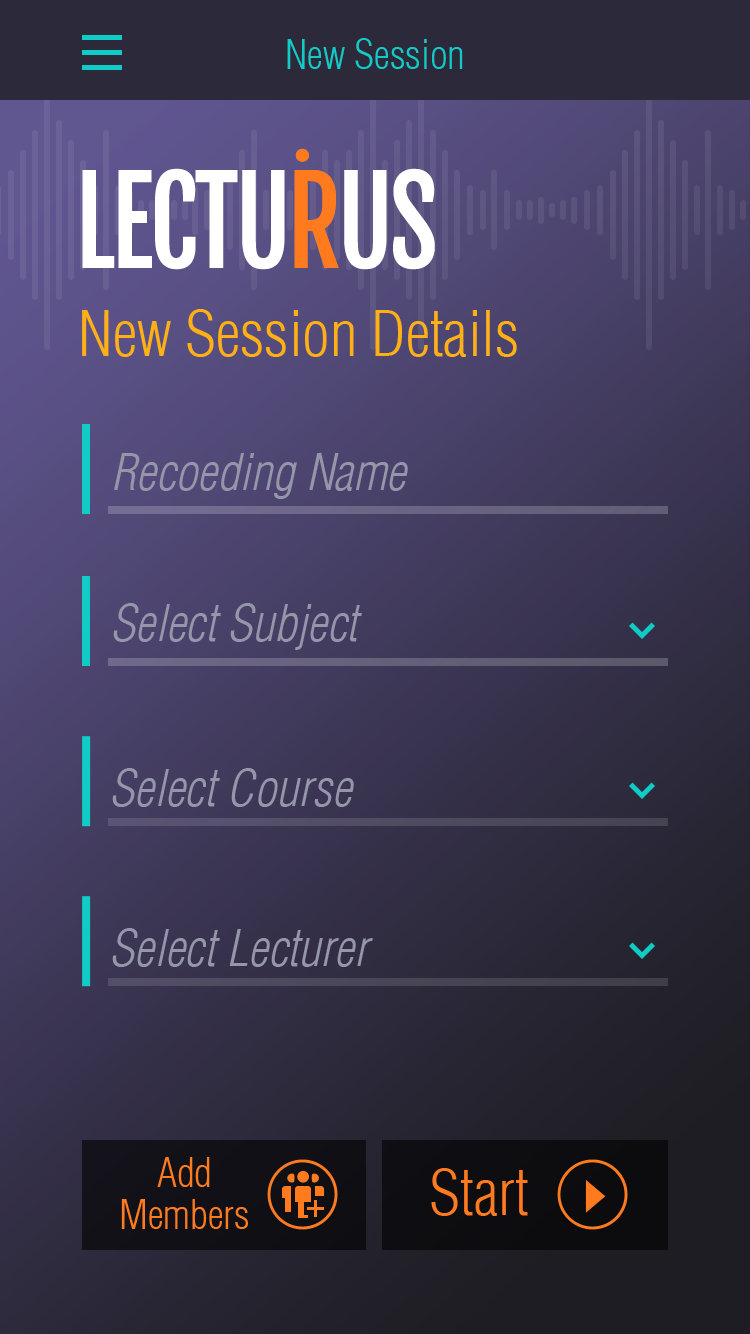 New Session
LECTURUS
New Session Details
Recoeding Name
Select Subject
Select Course
Select Lecturer
Add
Members
Start